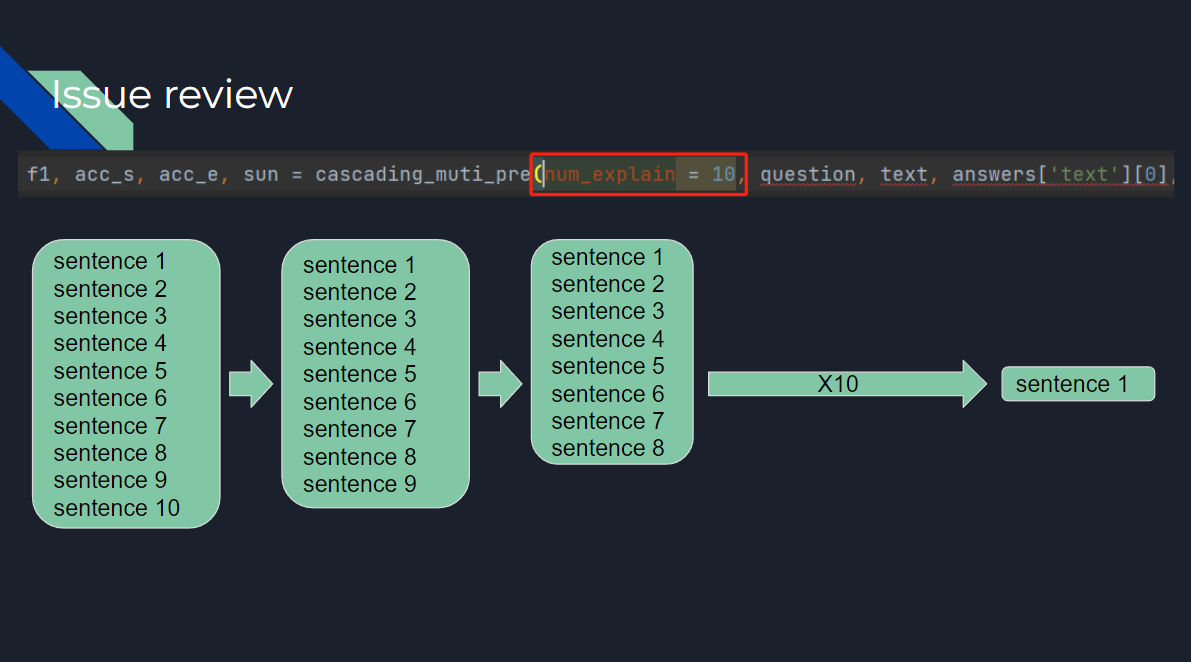 Issue review
f1, acc_s, acc_e, sun = cascading_muti_pre(num_explain = 10, question, text, answers['text'][0],
sentence 1
sentence 2
sentence 3
sentence 4
sentence 5
sentence 6
sentence 7
sentence 8
sentence 9
sentence 10
sentence 1
sentence 2
sentence 3
sentence 4
sentence 5
sentence 6
sentence 7
sentence 8
sentence 9
sentence 1
sentence 2
sentence 3
sentence 4
sentence 5
sentence 6
sentence 7
sentence 8
X10
sentence 1